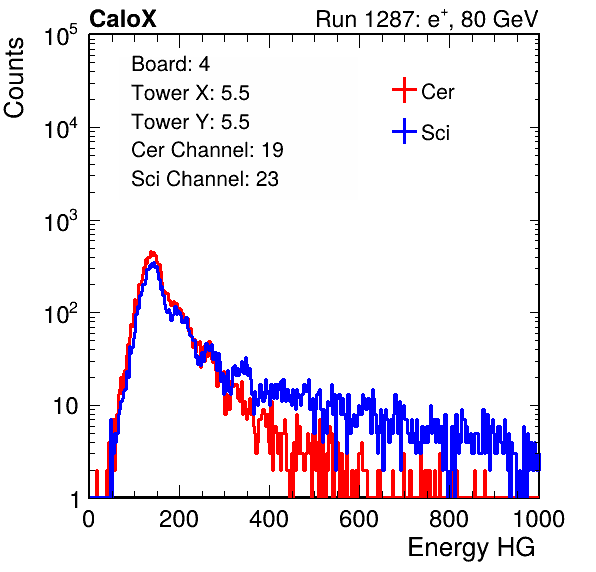 CaloX Run 1287: e⁺, 80 GeV
Counts
Board: 4
Tower X: 5.5
Tower Y: 5.5
Cer Channel: 19
Sci Channel: 23
Cer
Sci
10⁵
10⁴
10³
10²
10
1
0 200 400 600 800 1000
Energy HG